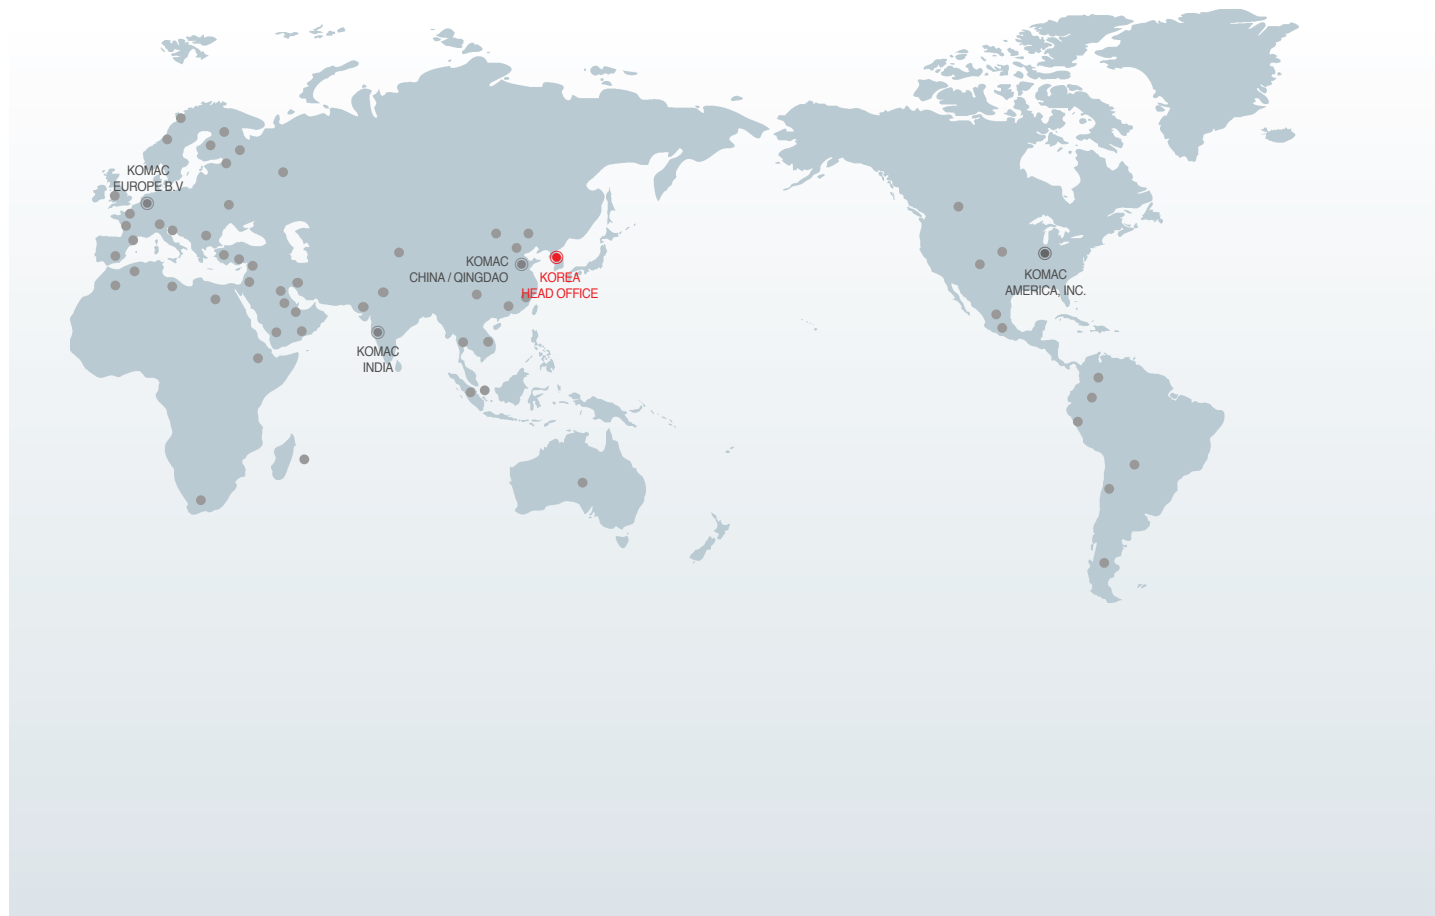 KOMAC
EUROPE B.V
KOMAC
CHINA / QINGDAO
KOREA
HEAD OFFICE
KOMAC
AMERICA, INC.
KOMAC
INDIA